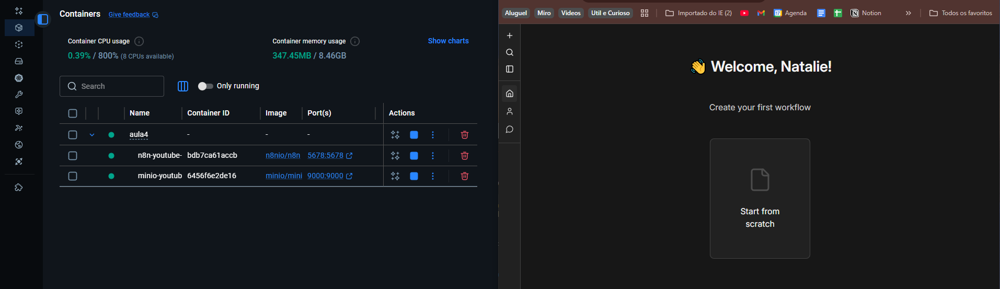 Containers Give feedback
Container CPU usage
0.39% / 800% (8 CPUs available)
Container memory usage
347.45MB / 8.46GB
Show charts
Search
Only running
Name Container ID Image Port(s) Actions
aula4 - - -
n8n-youtube- bdb7ca61accb n8nio/n8n 5678:5678
minio-youtub 6456f6e2de16 minio/mini 9000:9000
Aluguel Miro Videos Util e Curioso Importado do IE (2) 17 Agenda Notion Todos os favoritos
👋 Welcome, Natalie!
Create your first workflow
Start from
scratch